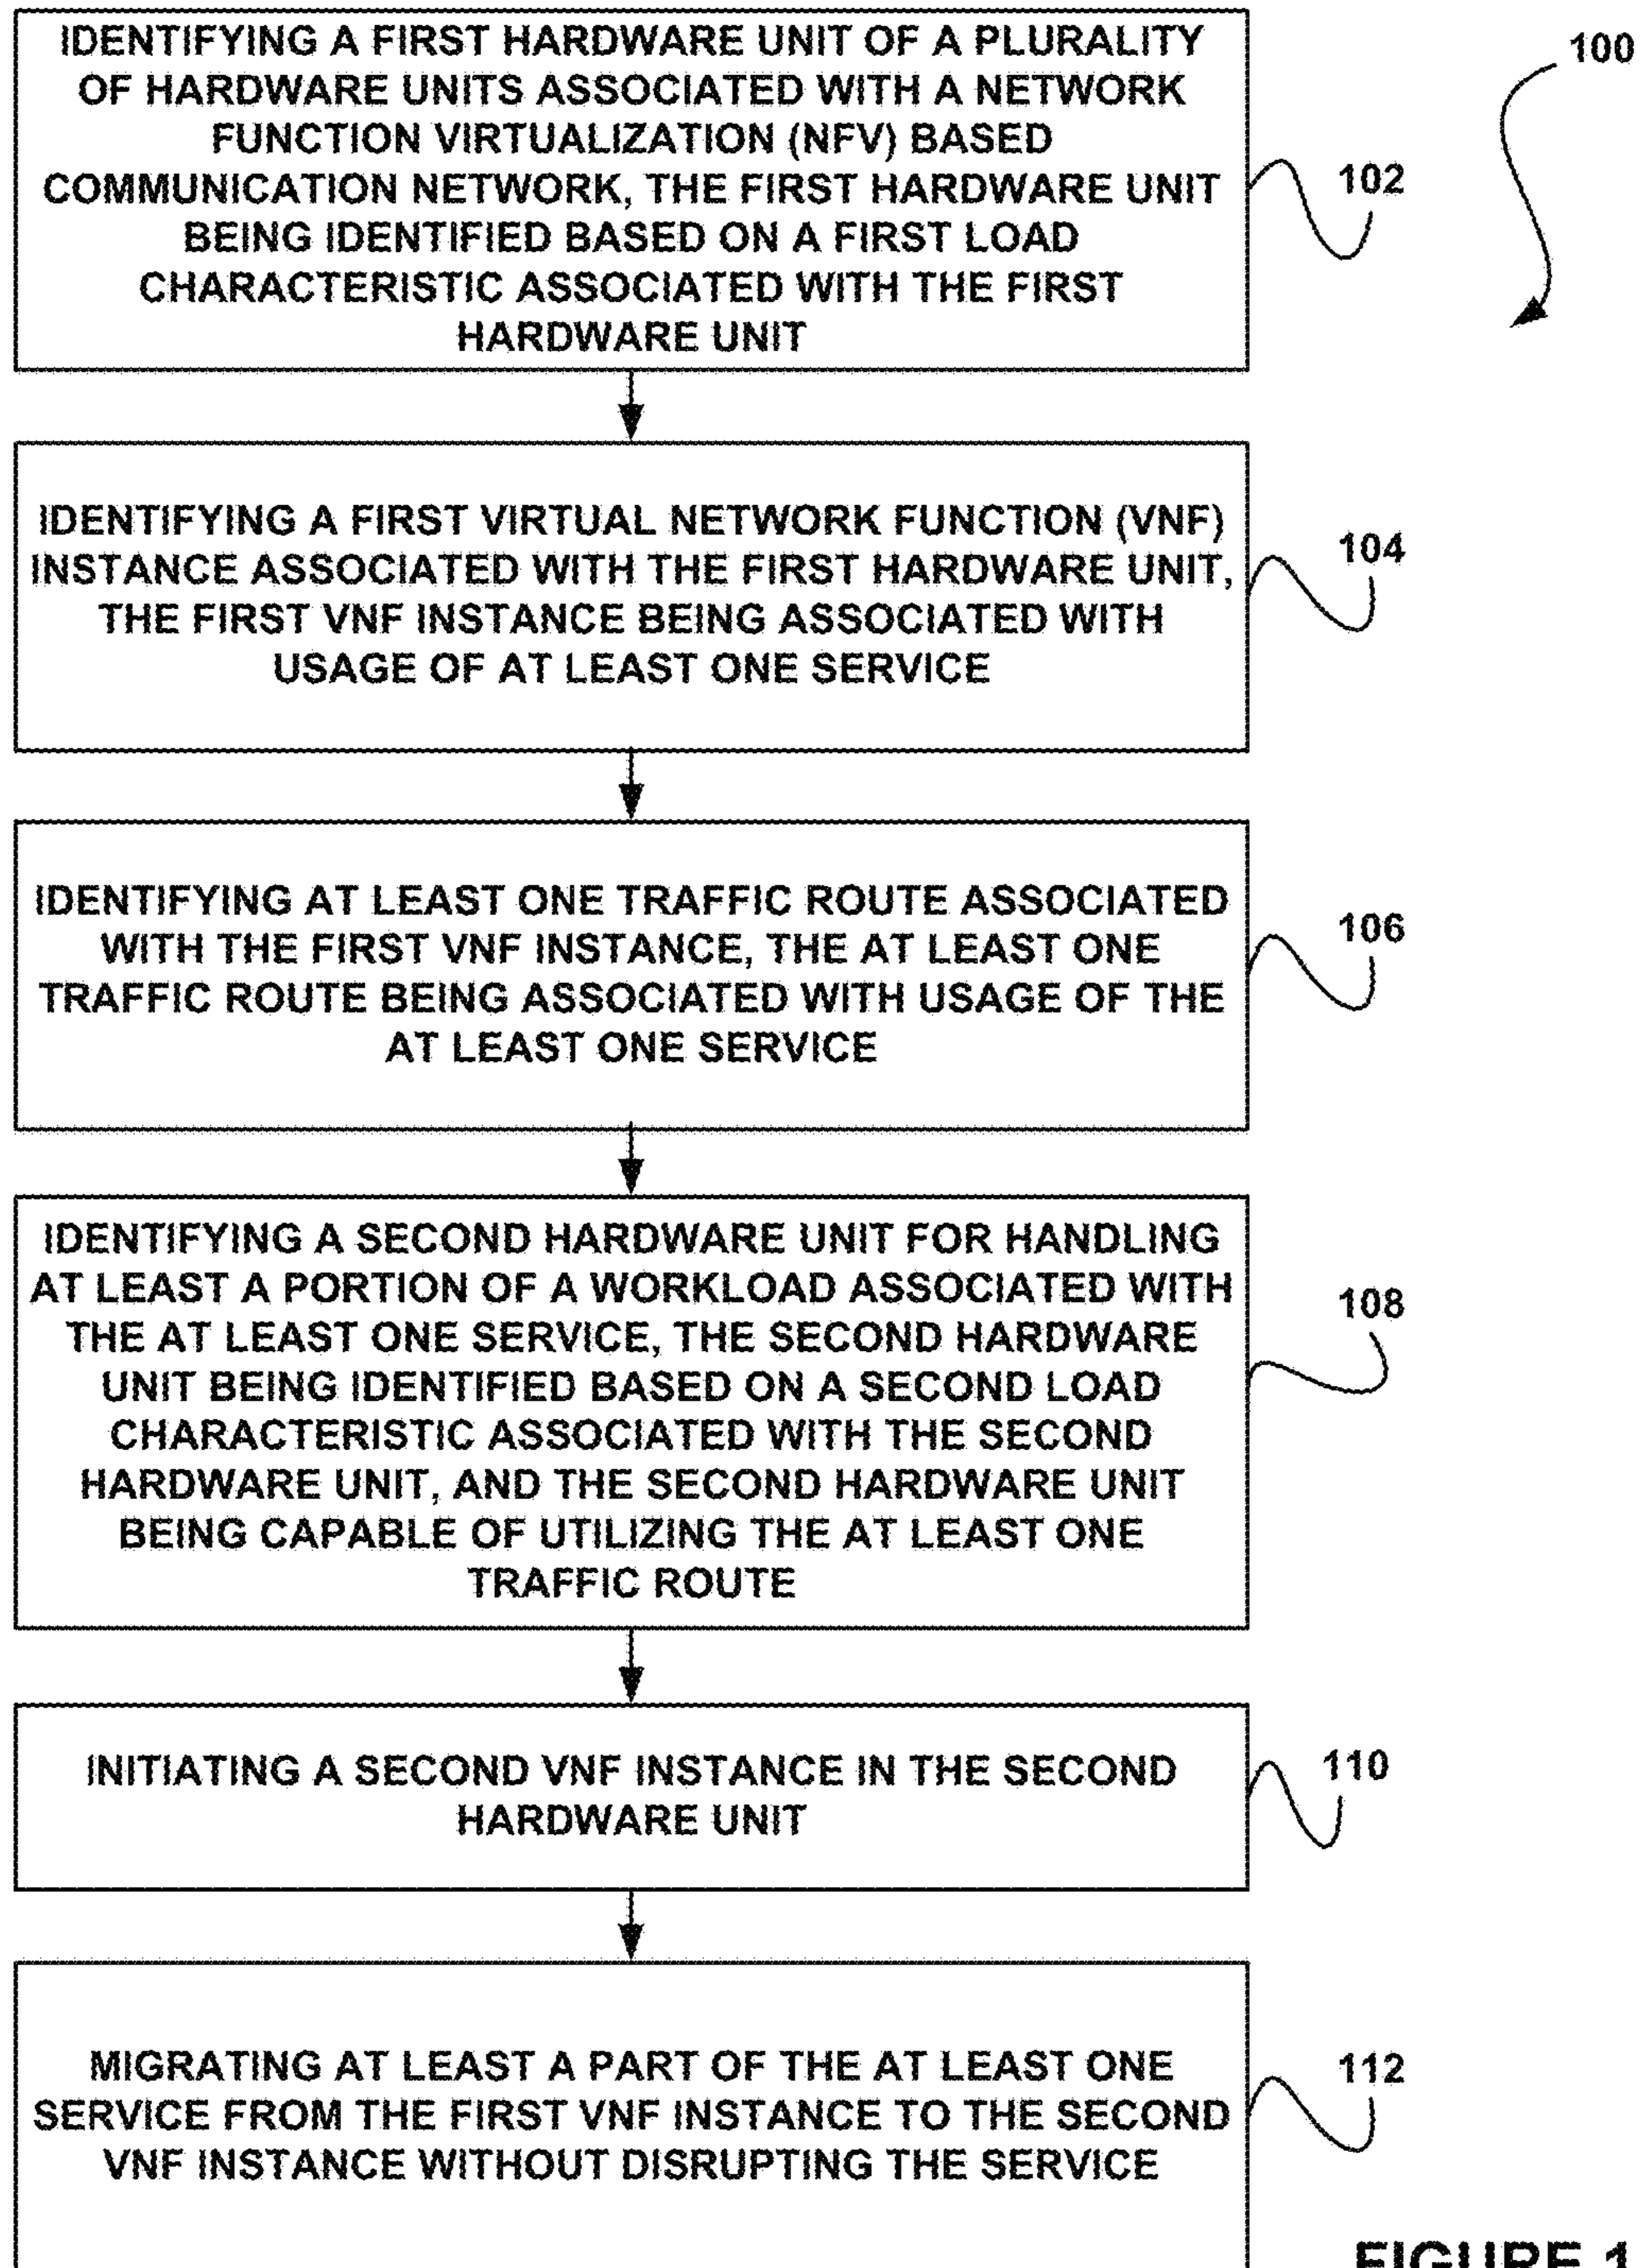 IDENTIFYING A FIRST HARDWARE UNIT OF A PLURALITY
OF HARDWARE UNITS ASSOCIATED WITH A NETWORK
FUNCTION VIRTUALIZATION (NFV) BASED
COMMUNICATION NETWORK, THE FIRST HARDWARE UNIT
BEING IDENTIFIED BASED ON A FIRST LOAD
CHARACTERISTIC ASSOCIATED WITH THE FIRST
HARDWARE UNIT
100
102
IDENTIFYING A FIRST VIRTUAL NETWORK FUNCTION (VNF)
INSTANCE ASSOCIATED WITH THE FIRST HARDWARE UNIT,
THE FIRST VNF INSTANCE BEING ASSOCIATED WITH
USAGE OF AT LEAST ONE SERVICE
104
IDENTIFYING AT LEAST ONE TRAFFIC ROUTE ASSOCIATED
WITH THE FIRST VNF INSTANCE, THE AT LEAST ONE
TRAFFIC ROUTE BEING ASSOCIATED WITH USAGE OF THE
AT LEAST ONE SERVICE
106
IDENTIFYING A SECOND HARDWARE UNIT FOR HANDLING
AT LEAST A PORTION OF A WORKLOAD ASSOCIATED WITH
THE AT LEAST ONE SERVICE, THE SECOND HARDWARE
UNIT BEING IDENTIFIED BASED ON A SECOND LOAD
CHARACTERISTIC ASSOCIATED WITH THE SECOND
HARDWARE UNIT, AND THE SECOND HARDWARE UNIT
BEING CAPABLE OF UTILIZING THE AT LEAST ONE
TRAFFIC ROUTE
108
INITIATING A SECOND VNF INSTANCE IN THE SECOND
HARDWARE UNIT
110
MIGRATING AT LEAST A PART OF THE AT LEAST ONE
SERVICE FROM THE FIRST VNF INSTANCE TO THE SECOND
VNF INSTANCE WITHOUT DISRUPTING THE SERVICE
112
FIGURE 1